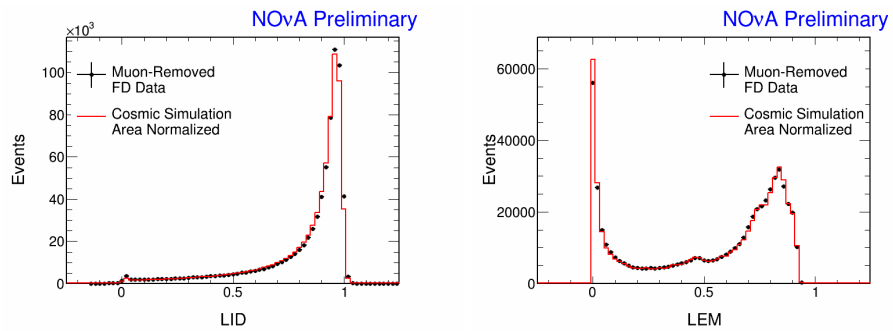 NOνA Preliminary
×10³
Muon-Removed
FD Data
Cosmic Simulation
Area Normalized
Events
100
80
60
40
20
0
0
0.5
1
LID
NOνA Preliminary
Muon-Removed
FD Data
Cosmic Simulation
Area Normalized
Events
60000
40000
20000
0
0
0.5
1
LEM